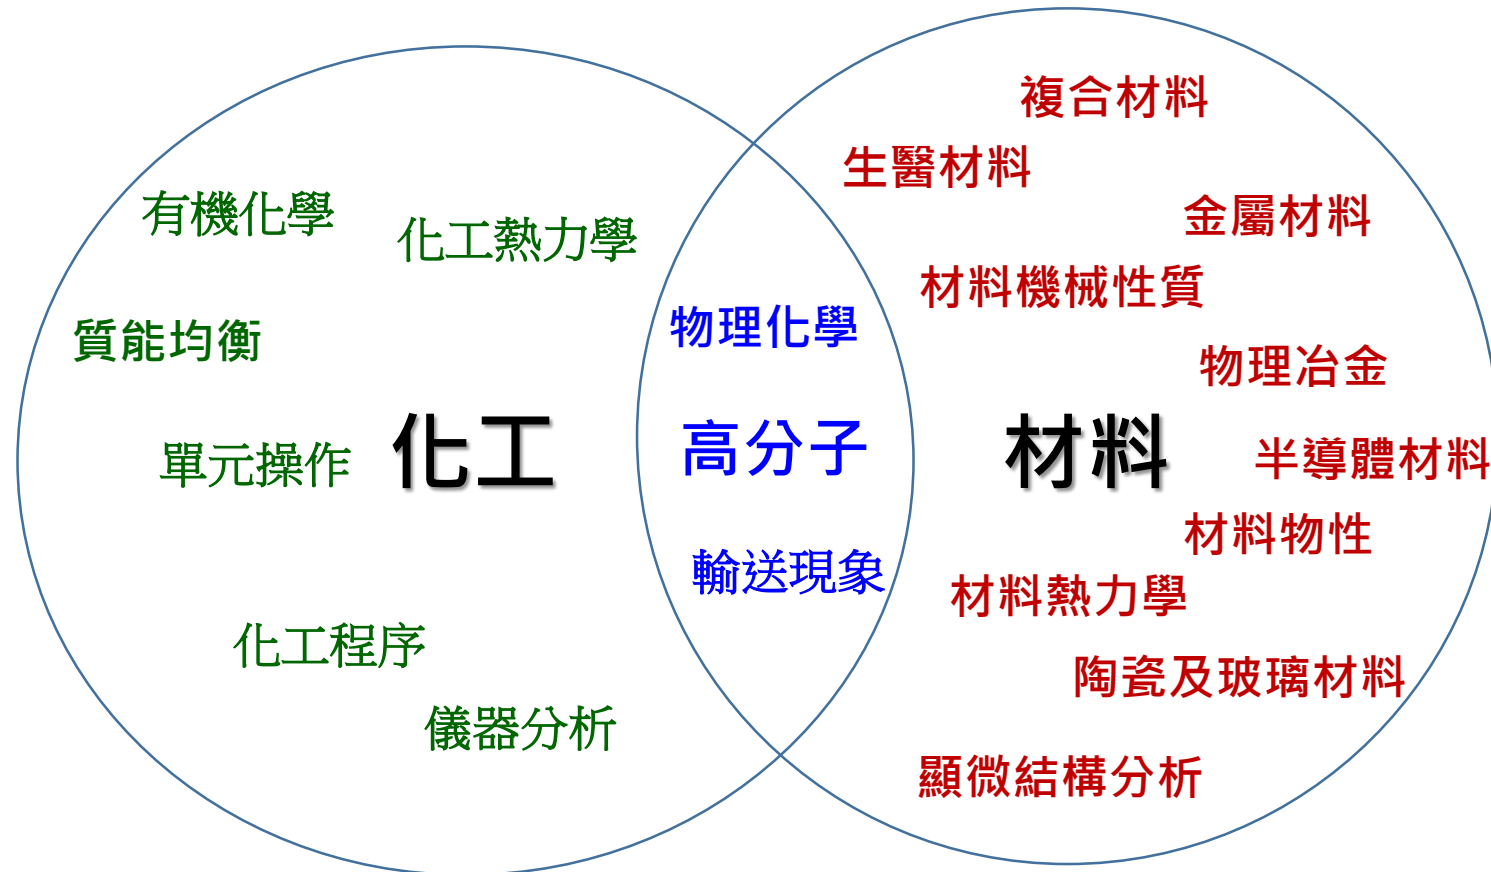 有機化學
化工熱力學
質能均衡
化工
單元操作
化工程序
儀器分析
物理化學
高分子
輸送現象
複合材料
生醫材料
金屬材料
材料機械性質
物理冶金
材料
半導體材料
材料物性
材料熱力學
陶瓷及玻璃材料
顯微結構分析